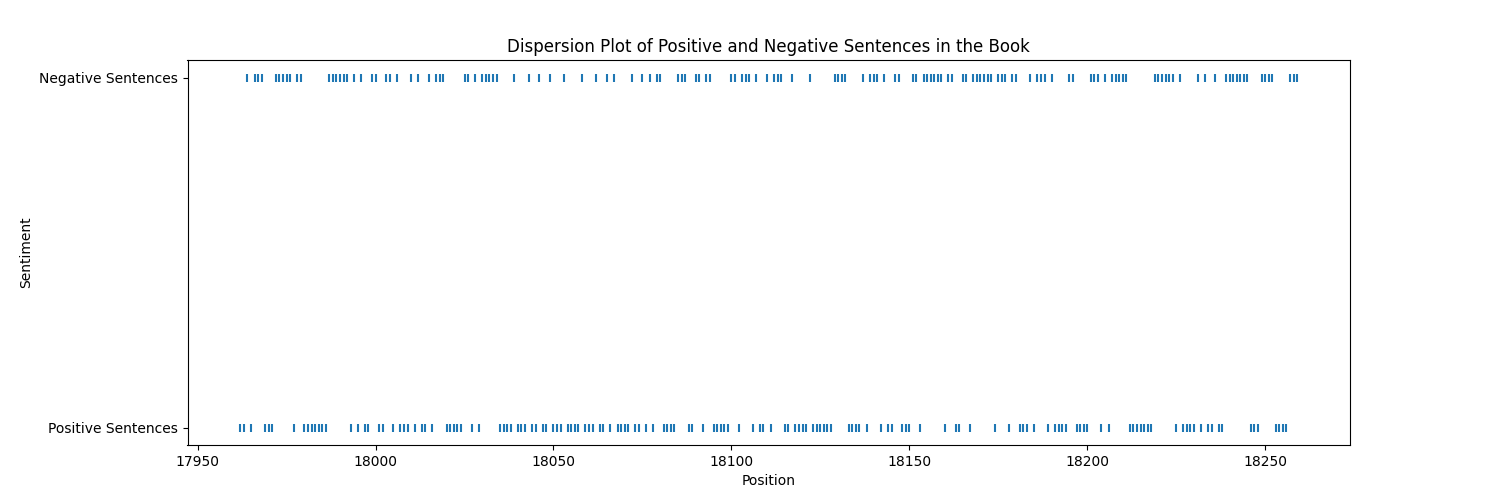 Dispersion Plot of Positive and Negative Sentences in the Book
Negative Sentences
Sentiment
Positive Sentences
17950 18000 18050 18100 18150 18200 18250
Position